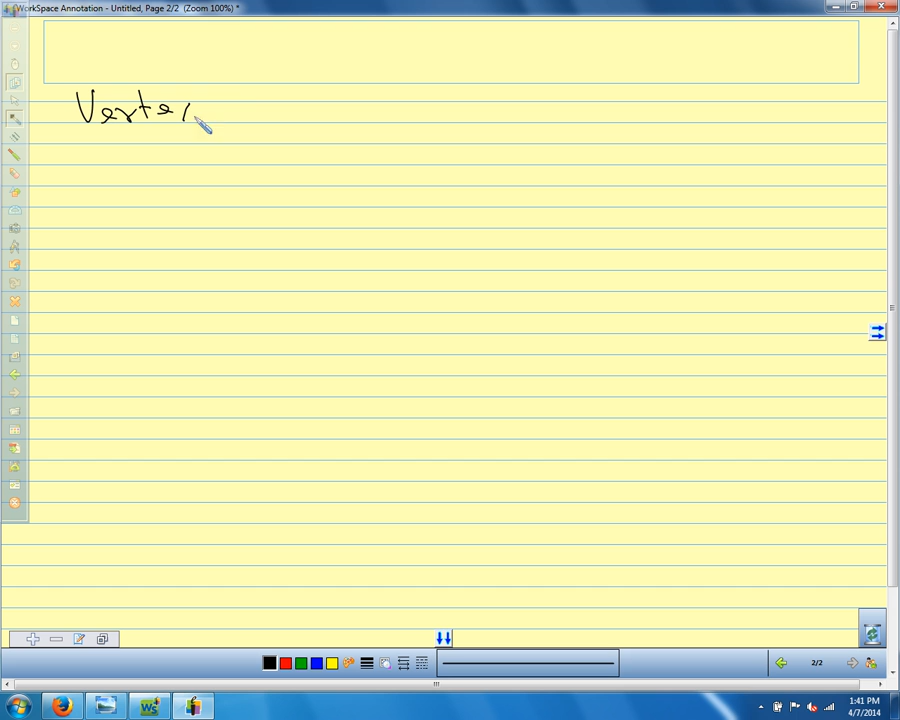 WorkSpace Annotation - Untitled, Page 2/2 (Zoom 100%) *
Verte
2/2
1:41 PM
4/7/2014